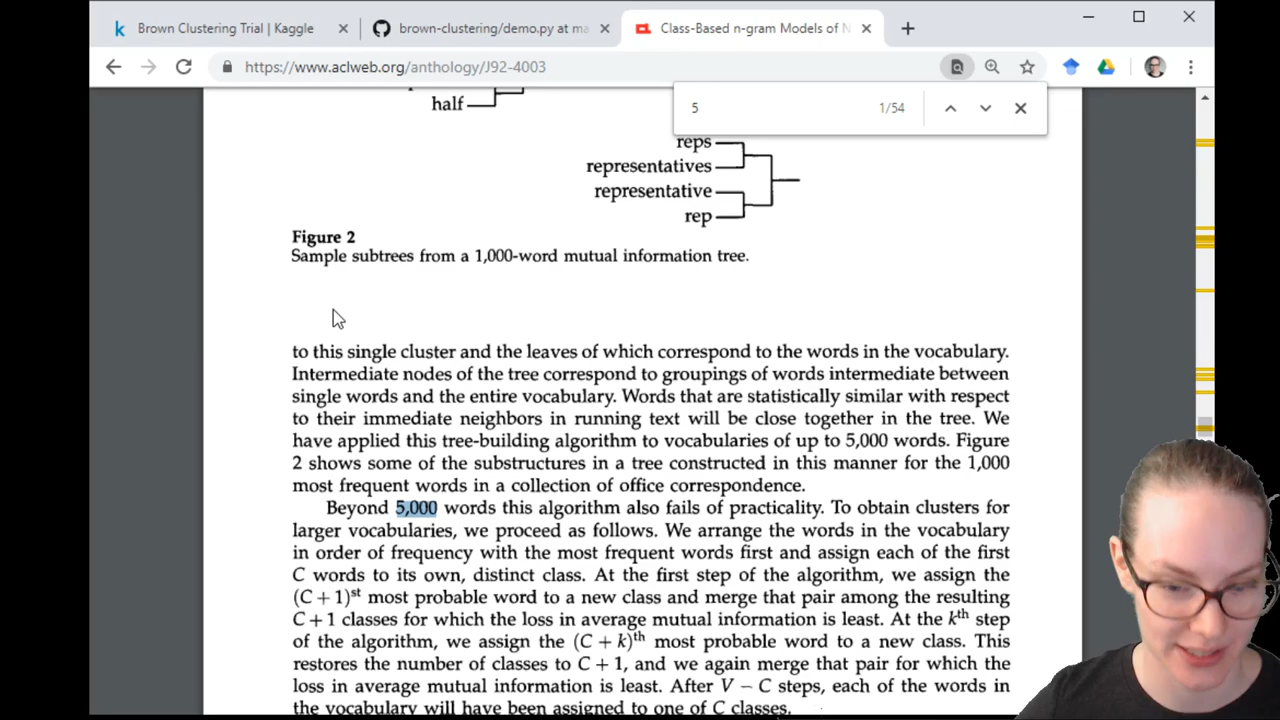 Brown Clustering Trial | Kaggle
brown-clustering/demo.py at ma
Class-Based n-gram Models of N
https://www.aclweb.org/anthology/J92-4003
5 1/54
half
reps
representatives
representative
rep
Figure 2
Sample subtrees from a 1,000-word mutual information tree.
to this single cluster and the leaves of which correspond to the words in the vocabulary.
Intermediate nodes of the tree correspond to groupings of words intermediate between
single words and the entire vocabulary. Words that are statistically similar with respect
to their immediate neighbors in running text will be close together in the tree. We
have applied this tree-building algorithm to vocabularies of up to 5,000 words. Figure
2 shows some of the substructures in a tree constructed in this manner for the 1,000
most frequent words in a collection of office correspondence.
Beyond 5,000 words this algorithm also fails of practicality. To obtain clusters for
larger vocabularies, we proceed as follows. We arrange the words in the vocabulary
in order of frequency with the most frequent words first and assign each of the first
C words to its own, distinct class. At the first step of the algorithm, we assign the
(C + 1)st most probable word to a new class and merge that pair among the resulting
C + 1 classes for which the loss in average mutual information is least. At the kth step
of the algorithm, we assign the (C + k)th most probable word to a new class. This
restores the number of classes to C + 1, and we again merge that pair for which the
loss in average mutual information is least. After V − C steps, each of the words in
the vocabulary will have been assigned to one of C classes.